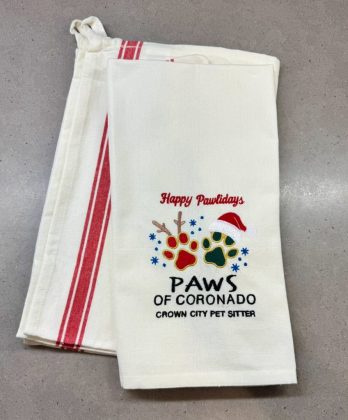 Happy Pawlidays
PAWS
OF CORONADO
CROWN CITY PET SITTER